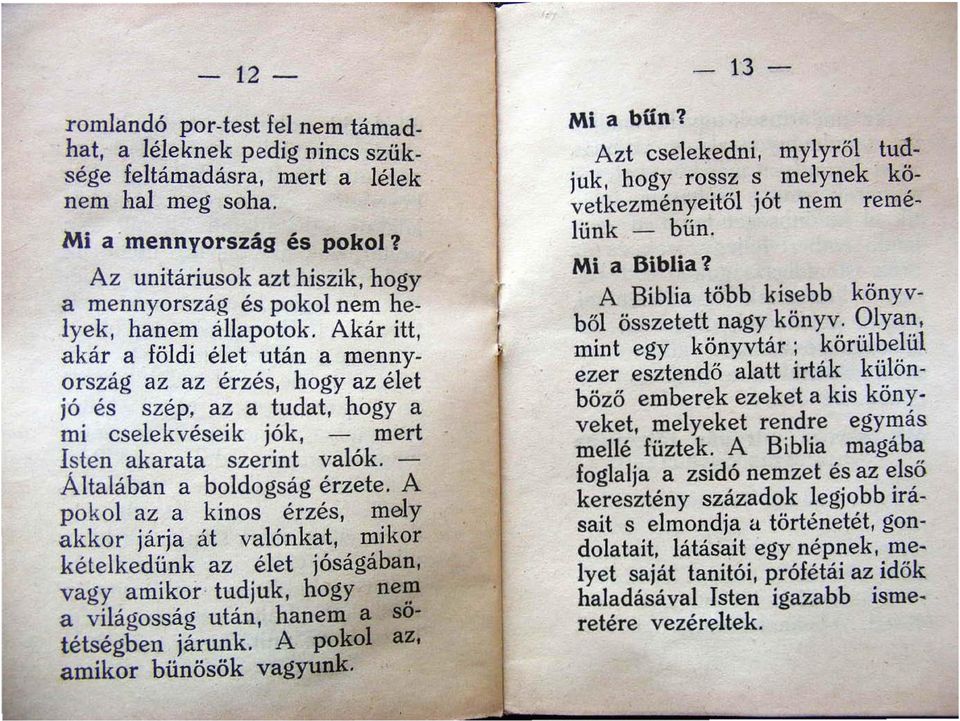 — 12 —
romlandó por-test fel nem támad-
hat, a léleknek pedig nincs szük-
sége feltámadásra, mert a lélek
nem hal meg soha.
Mi a mennyország és pokol?
Az unitáriusok azt hiszik, hogy
a mennyország és pokol nem he-
lyek, hanem állapotok. Akár itt,
akár a földi élet után a menny-
ország az az érzés, hogy az élet
jó és szép, az a tudat, hogy a
mi cselekvéseik jók, — mert
Isten akarata szerint valók. —
Általában a boldogság érzete. A
pokol az a kinos érzés, mely
akkor járja át valónkat, mikor
kételkedünk az élet jóságában,
vagy amikor tudjuk, hogy nem
a világosság után, hanem a sö-
tétségben járunk. A pokol az,
amikor bünösök vagyunk.
— 13 —
Mi a bűn?
Azt cselekedni, mylyről tud-
juk, hogy rossz s melynek kö-
vetkezményeitől jót nem remé-
lünk — bűn.
Mi a Biblia?
A Biblia több kisebb könyv-
ből összetett nagy könyv. Olyan,
mint egy könyvtár; körülbelül
ezer esztendő alatt irták külön-
böző emberek ezeket a kis köny-
veket, melyeket rendre egymás
mellé füztek. A Biblia magába
foglalja a zsidó nemzet és az első
keresztény századok legjobb irá-
sait s elmondja a történetét, gon-
dolatait, látásait egy népnek, me-
lyet saját tanitói, prófétái az idők
haladásával Isten igazabb isme-
retére vezéreltek.